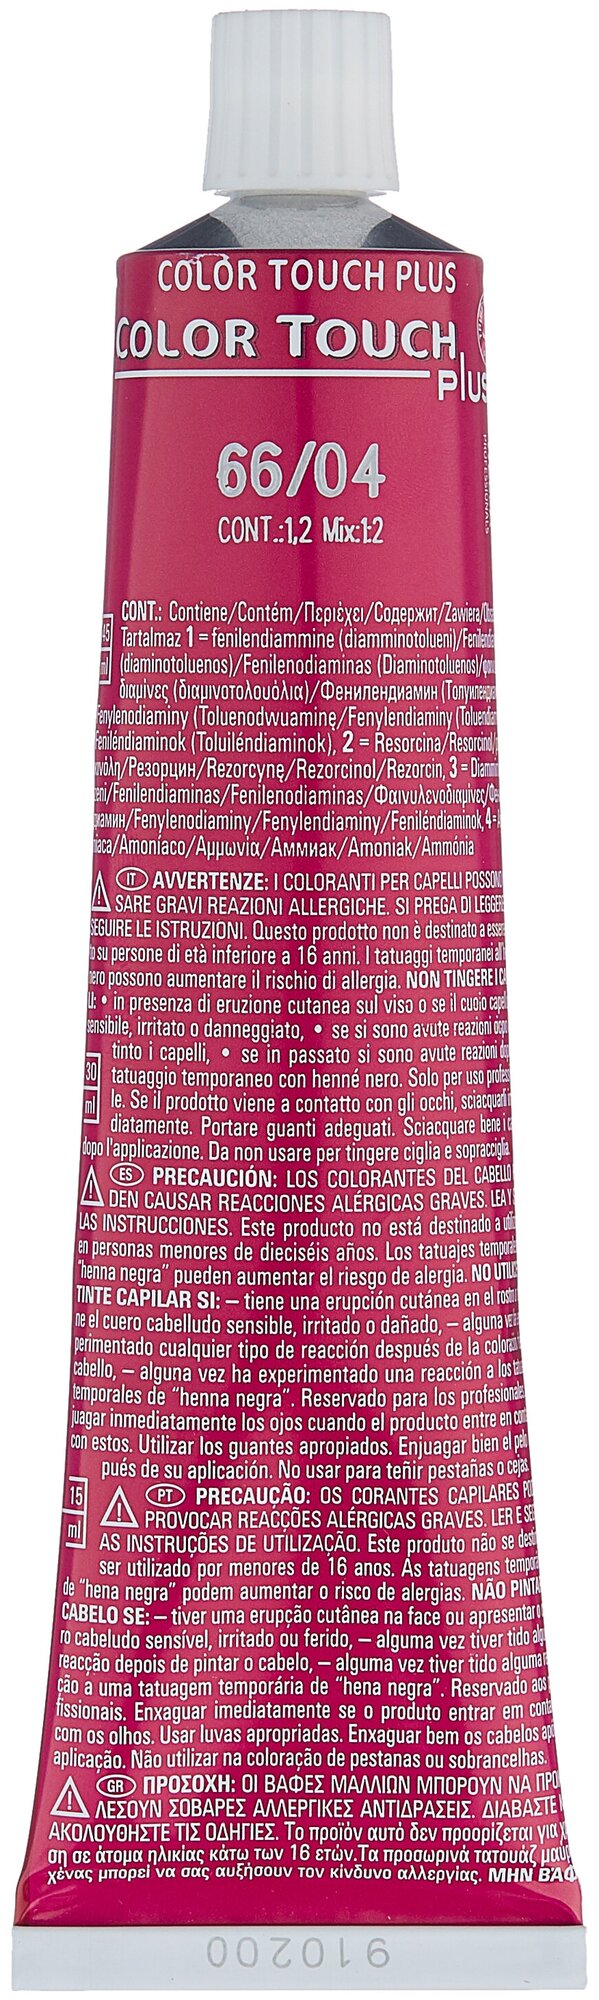 COLOR TOUCH PLUS
COLOR TOUCH
Plus
PROFESSIONALS
66/04
CONT.:1,2 Mix:1:2
CONT.: Contiene/Contém/Περιέχει/Содержит/Zawiera/
45 Tartalmaz 1 = fenilendiammine (diamminotolueni)/
ml (diaminotoluenos)/Fenilendiaminas (Diaminotoluenos)/
διαμίνες (διαμινοτολουόλια)/Фенилендиамин
Fenylenodiaminy (Toluenodwuaminę/Fenylendiaminy
Feniléndiaminok (Toluiléndiaminok), 2 = Resorcina/Resorcinol/
Резорцин/Rezorcynę/Rezorcinol/Rezorcin, 3 =
Fenilendiaminas/Fenilenodiaminas/Φαινυλενοδιαμίνες/
Fenylenodiaminy/Fenylendiaminy/Feniléndiaminok, 4 =
Amoníaco/Αμμωνία/Аммиак/Amoniak/Ammónia
IT AVVERTENZE: I COLORANTI PER CAPELLI POSSONO
SARE GRAVI REAZIONI ALLERGICHE. SI PREGA DI LEGGERE
SEGUIRE LE ISTRUZIONI. Questo prodotto non è destinato a
to su persone di età inferiore a 16 anni. I tatuaggi temporanei
nero possono aumentare il rischio di allergia. NON TINGERE I
LI: • in presenza di eruzione cutanea sul viso o se il cuoio
sensibile, irritato o danneggiato, • se si sono avute reazioni dopo
tinto i capelli, • se in passato si sono avute reazioni
30 tatuaggio temporaneo con henné nero. Solo per uso
ml le. Se il prodotto viene a contatto con gli occhi, sciacquarli
diatamente. Portare guanti adeguati. Sciacquare bene i
dopo l'applicazione. Da non usare per tingere ciglia e sopracciglia.
ES PRECAUCIÓN: LOS COLORANTES DEL CABELLO
DEN CAUSAR REACCIONES ALÉRGICAS GRAVES. LEA Y
LAS INSTRUCCIONES. Este producto no está destinado a
en personas menores de dieciséis años. Los tatuajes
"henna negra" pueden aumentar el riesgo de alergia. NO
TINTE CAPILAR SI: – tiene una erupción cutánea en el rostro
ne el cuero cabelludo sensible, irritado o dañado, – alguna
perimentado cualquier tipo de reacción después de la
cabello, – alguna vez ha experimentado una reacción a los
temporales de "henna negra". Reservado para los profesionales.
juagar inmediatamente los ojos cuando el producto entre en
con estos. Utilizar los guantes apropiados. Enjuagar bien el pelo
pués de su aplicación. No usar para teñir pestañas o cejas.
15 PT PRECAUÇÃO: OS CORANTES CAPILARES
ml PROVOCAR REACÇÕES ALÉRGICAS GRAVES. LER E
AS INSTRUÇÕES DE UTILIZAÇÃO. Este produto não se
ser utilizado por menores de 16 anos. As tatuagens
de "hena negra" podem aumentar o risco de alergias. NÃO
CABELO SE: – tiver uma erupção cutânea na face ou apresentar o
ro cabeludo sensível, irritado ou ferido, – alguma vez tiver tido
reacção depois de pintar o cabelo, – alguma vez tiver tido alguma
ção a uma tatuagem temporária de "hena negra". Reservado aos
fissionais. Enxaguar imediatamente se o produto entrar em
com os olhos. Usar luvas apropriadas. Enxaguar bem os cabelos
aplicação. Não utilizar na coloração de pestanas ou sobrancelhas.
GR ΠΡΟΣΟΧΗ: ΟΙ ΒΑΦΕΣ ΜΑΛΛΙΩΝ ΜΠΟΡΟΥΝ ΝΑ
ΛΕΣΟΥΝ ΣΟΒΑΡΕΣ ΑΛΛΕΡΓΙΚΕΣ ΑΝΤΙΔΡΑΣΕΙΣ. ΔΙΑΒΑΣΤΕ
ΑΚΟΛΟΥΘΗΣΤΕ ΤΙΣ ΟΔΗΓΙΕΣ. Το προϊόν αυτό δεν προορίζεται για
ση σε άτομα ηλικίας κάτω των 16 ετών. Τα προσωρινά τατουάζ
χένας μπορεί να σας αυξήσουν τον κίνδυνο αλλεργίας. ΜΗΝ
910200